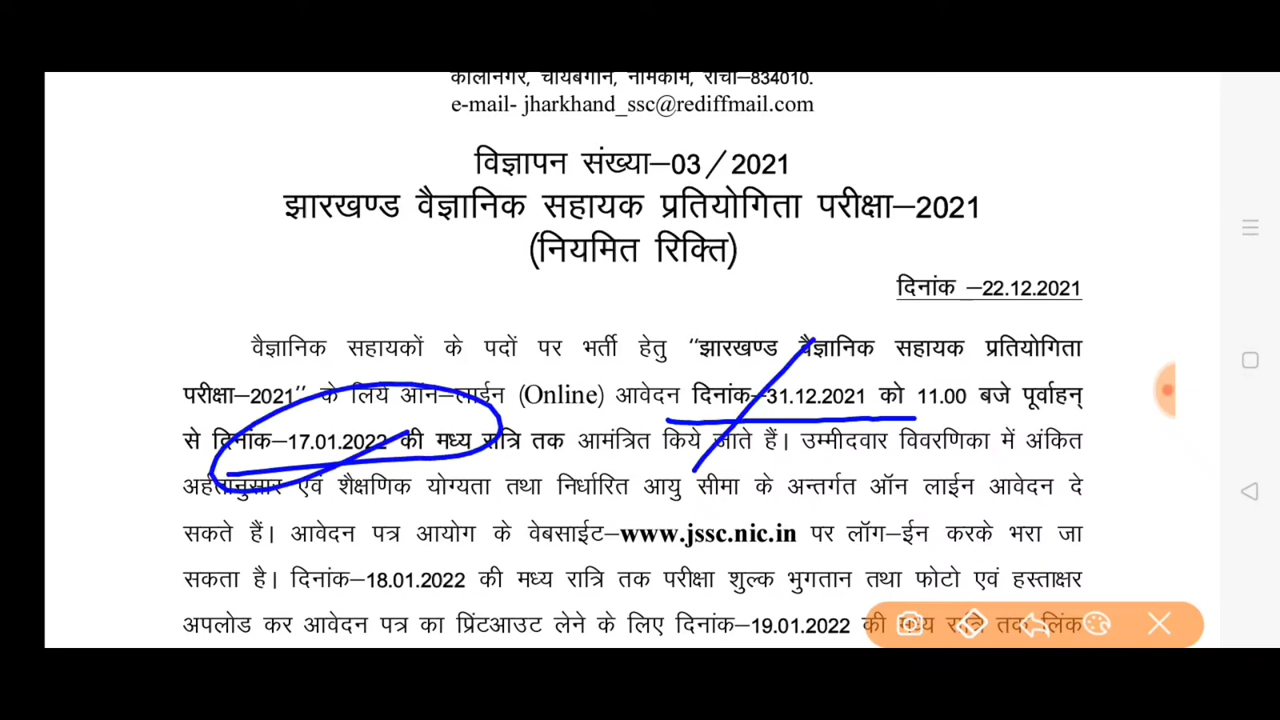 कालीनगर, चायबगान, नामकोम, राँची–834010.
e-mail- jharkhand_ssc@rediffmail.com
विज्ञापन संख्या–03/2021
झारखण्ड वैज्ञानिक सहायक प्रतियोगिता परीक्षा–2021
(नियमित रिक्ति)
दिनांक –22.12.2021
वैज्ञानिक सहायकों के पदों पर भर्ती हेतु "झारखण्ड वैज्ञानिक सहायक प्रतियोगिता
परीक्षा–2021" के लिये ऑन–लाईन (Online) आवेदन दिनांक–31.12.2021 को 11.00 बजे पूर्वाहन्
से दिनांक–17.01.2022 की मध्य रात्रि तक आमंत्रित किये जाते हैं। उम्मीदवार विवरणिका में अंकित
अर्हतानुसार एवं शैक्षणिक योग्यता तथा निर्धारित आयु सीमा के अन्तर्गत ऑन लाईन आवेदन दे
सकते हैं। आवेदन पत्र आयोग के वेबसाईट–www.jssc.nic.in पर लॉग–ईन करके भरा जा
सकता है। दिनांक–18.01.2022 की मध्य रात्रि तक परीक्षा शुल्क भुगतान तथा फोटो एवं हस्ताक्षर
अपलोड कर आवेदन पत्र का प्रिंटआउट लेने के लिए दिनांक–19.01.2022 की मध्य रात्रि तक लिंक